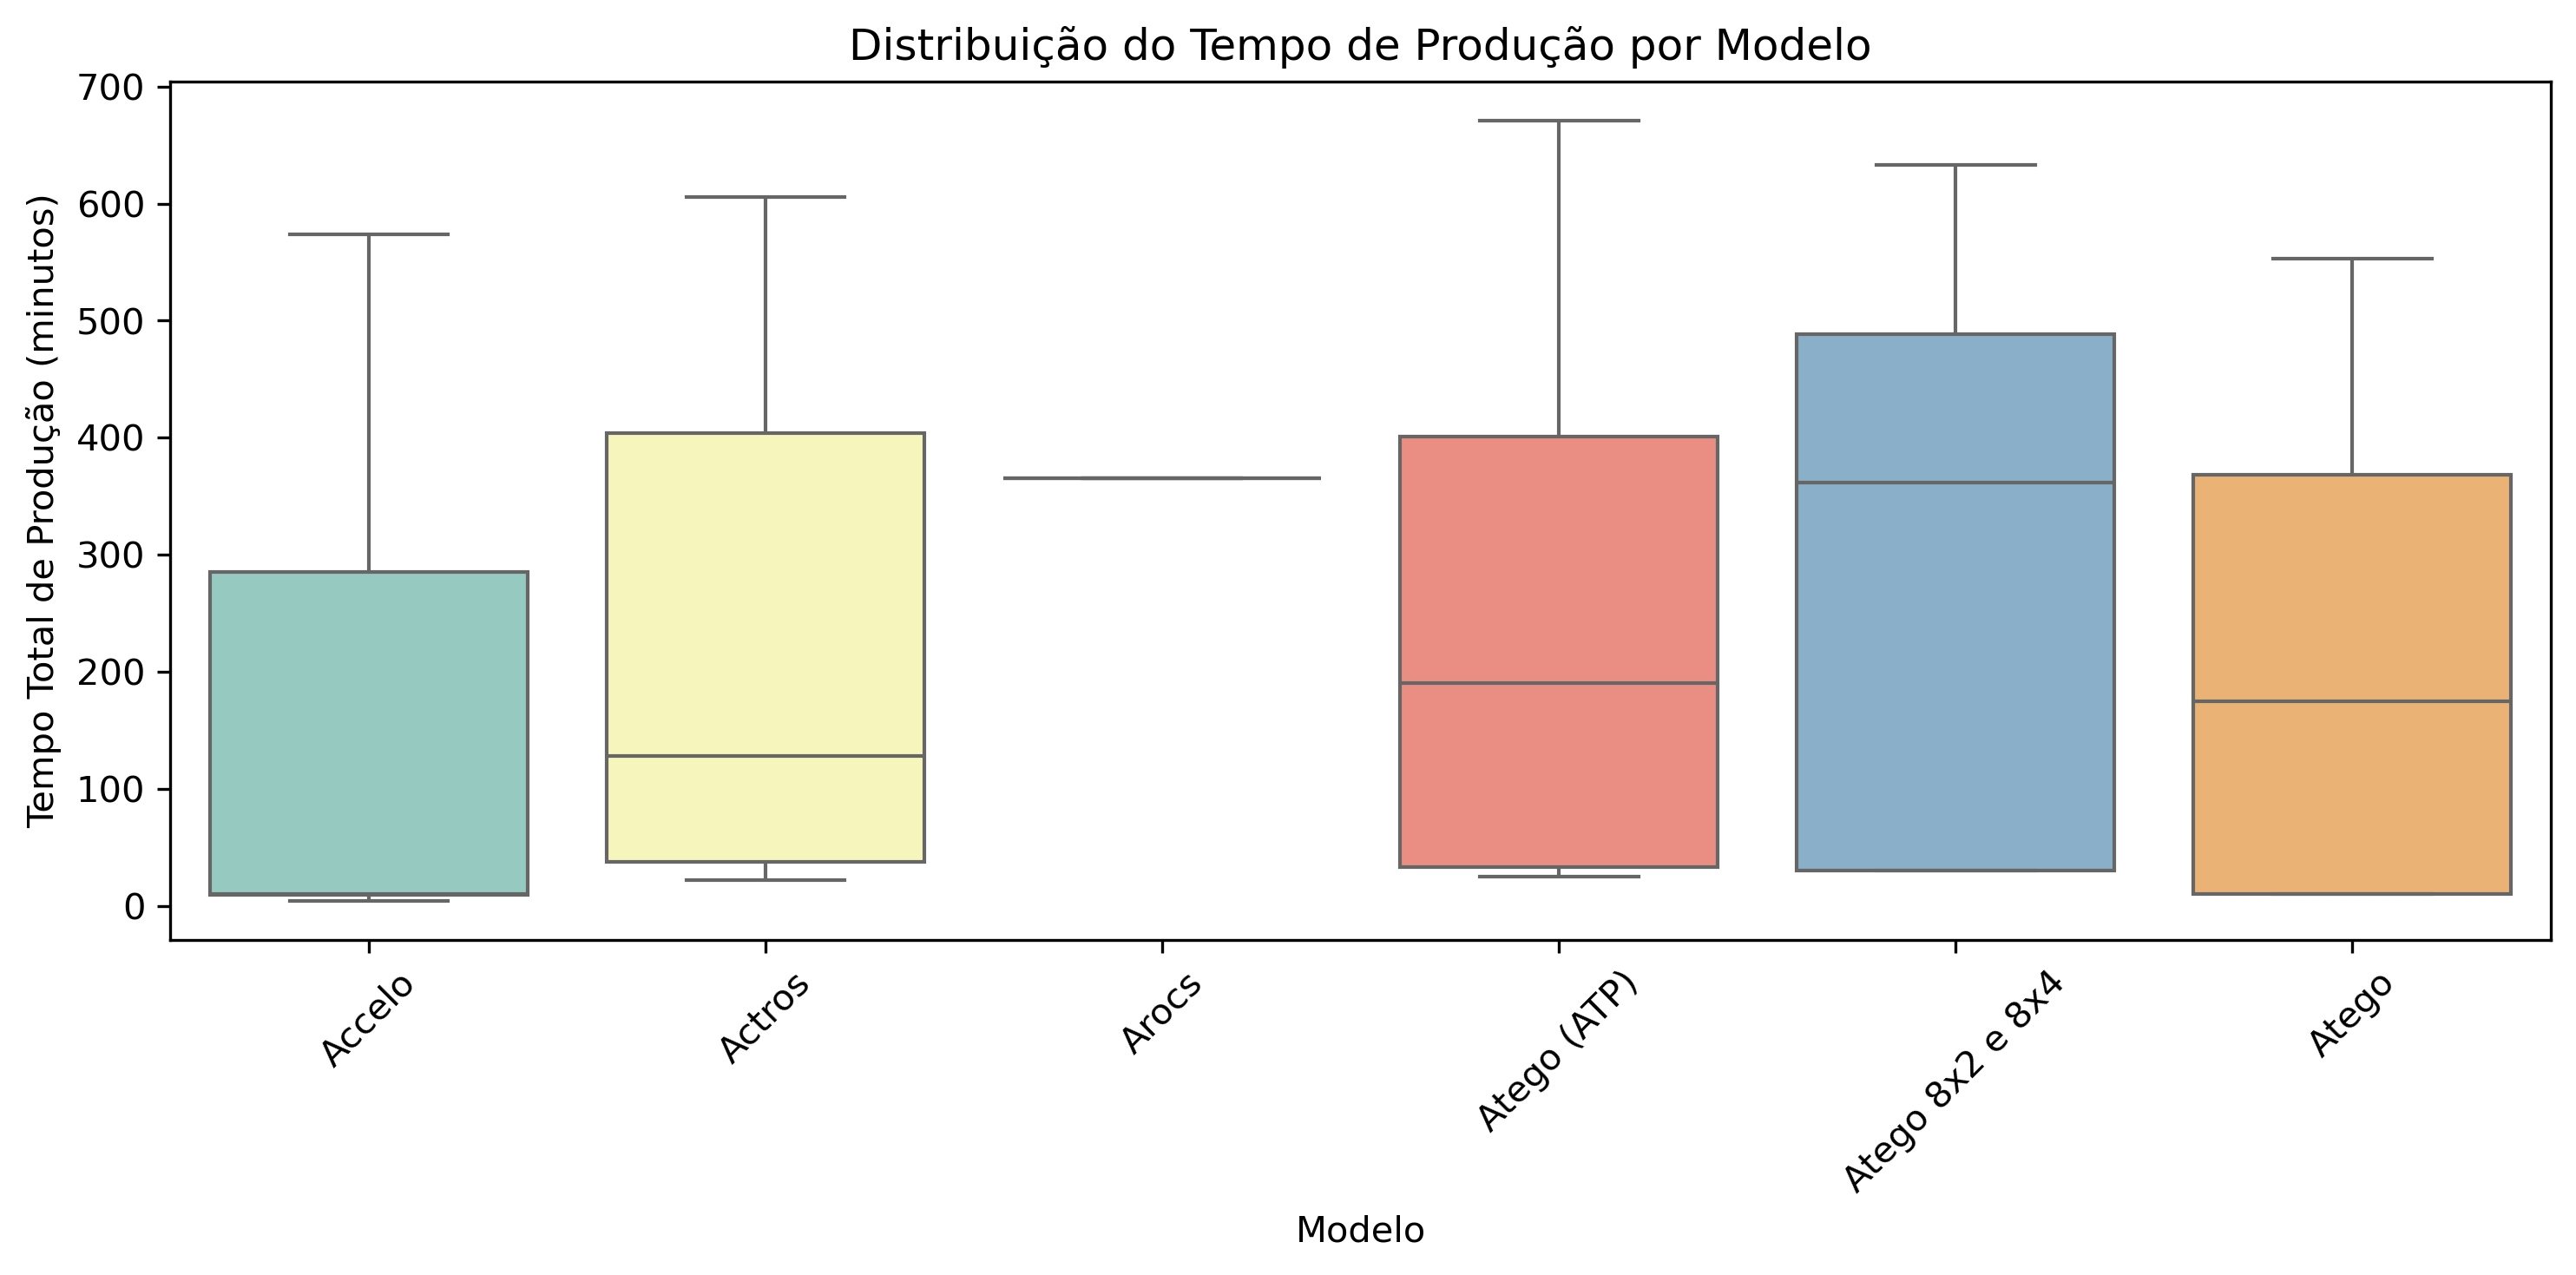 Distribuição do Tempo de Produção por Modelo
Tempo Total de Produção (minutos)
700
600
500
400
300
200
100
0
Accelo
Actros
Arocs
Atego (ATP)
Atego 8x2 e 8x4
Atego
Modelo